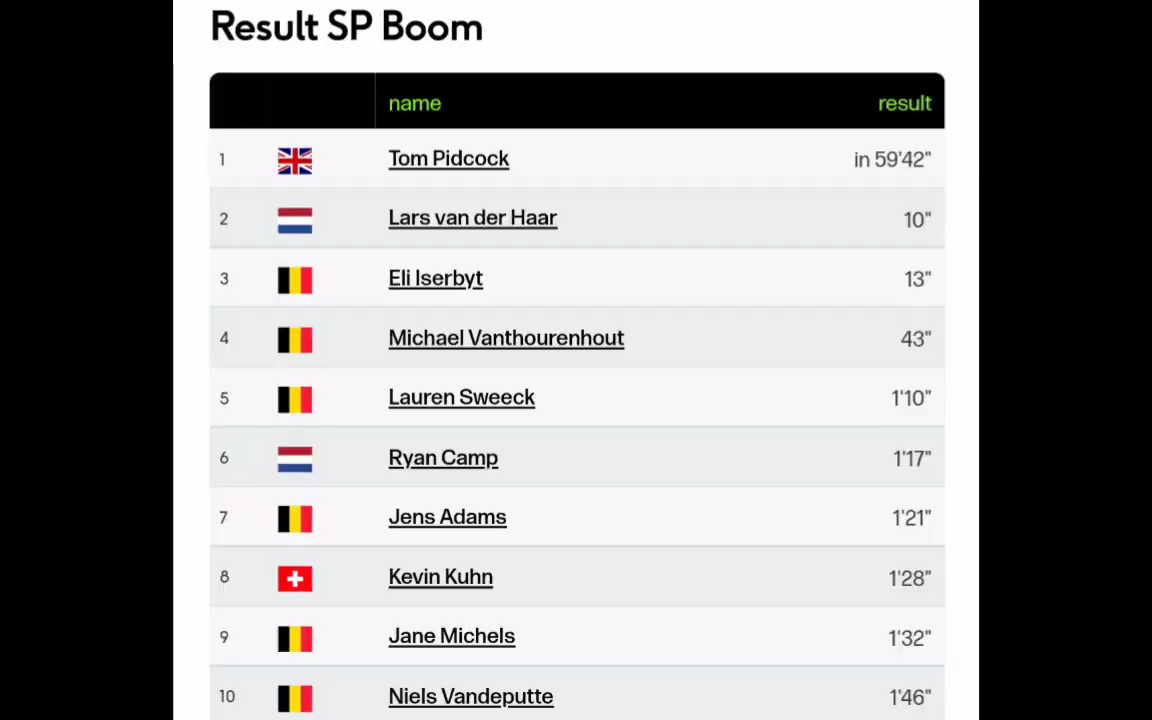 Result SP Boom
name result
1 Tom Pidcock in 59'42"
2 Lars van der Haar 10"
3 Eli Iserbyt 13"
4 Michael Vanthourenhout 43"
5 Lauren Sweeck 1'10"
6 Ryan Camp 1'17"
7 Jens Adams 1'21"
8 Kevin Kuhn 1'28"
9 Jane Michels 1'32"
10 Niels Vandeputte 1'46"